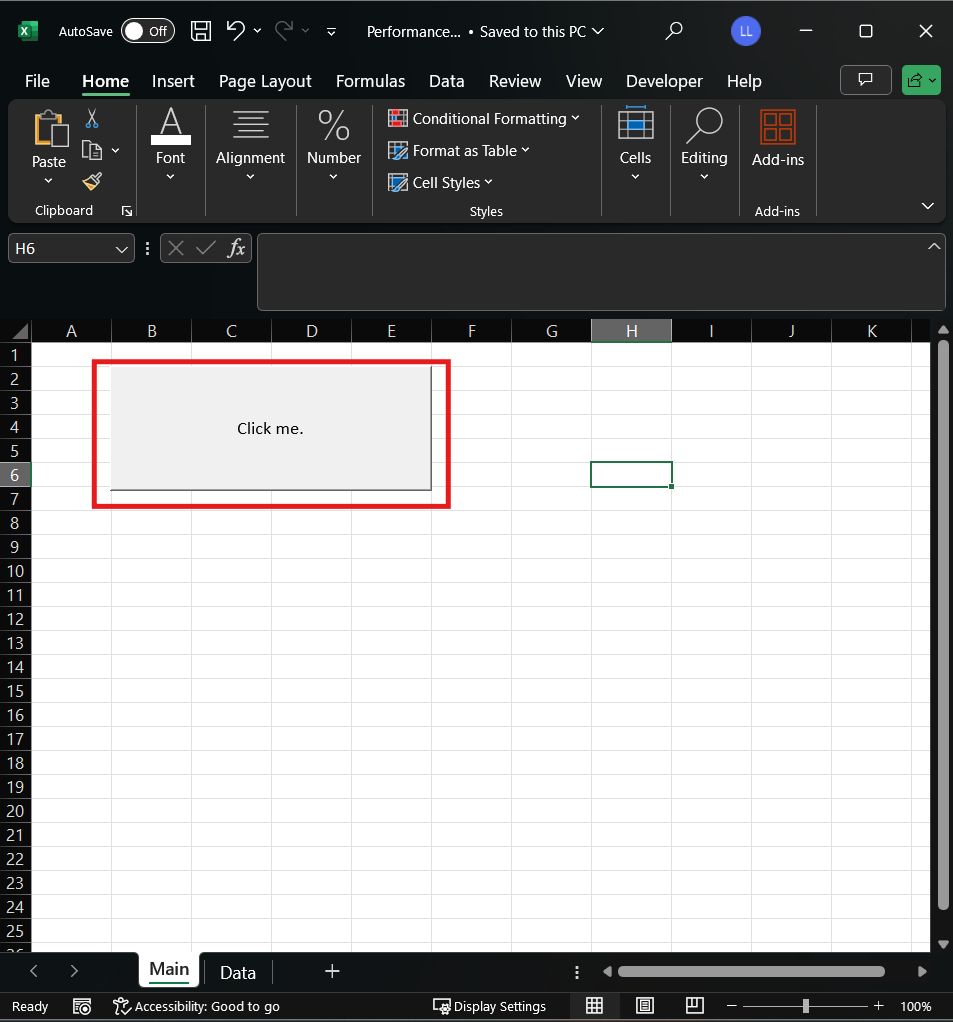 AutoSave Off Performance... • Saved to this PC LL
File Home Insert Page Layout Formulas Data Review View Developer Help
Paste
Clipboard
Font
Alignment
Number
Conditional Formatting
Format as Table
Cell Styles
Styles
Cells
Editing
Add-ins
Add-ins
H6 fx
A B C D E F G H I J K
1
2
3
4
Click me.
5
6
7
8
9
10
11
12
13
14
15
16
17
18
19
20
21
22
23
24
25
26
Main Data
Ready Accessibility: Good to go Display Settings 100%